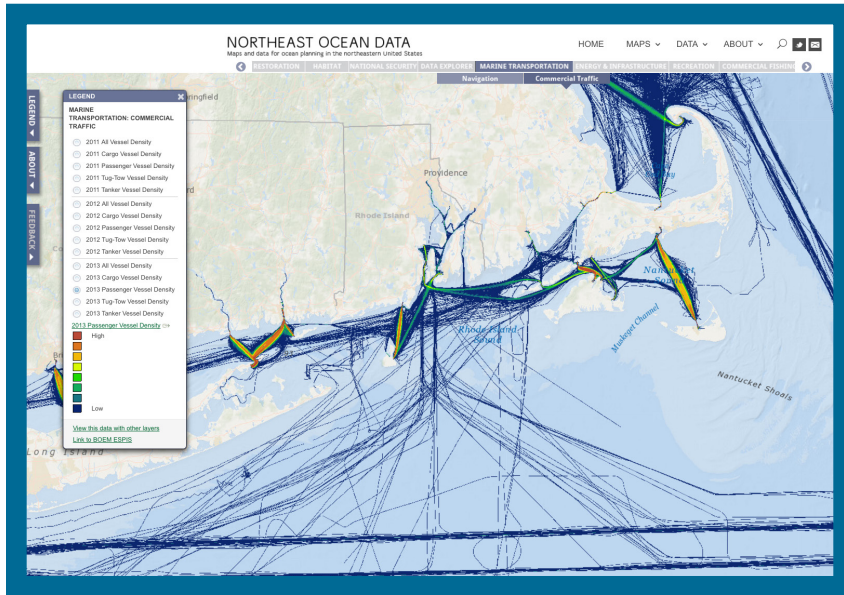 NORTHEAST OCEAN DATA
Maps and data for ocean planning in the northeastern United States
HOME MAPS DATA ABOUT
RESTORATION HABITAT NATIONAL SECURITY DATA EXPLORER MARINE TRANSPORTATION ENERGY & INFRASTRUCTURE RECREATION COMMERCIAL FISHING
Navigation Commercial Traffic
LEGEND
ABOUT
FEEDBACK
LEGEND
MARINE
TRANSPORTATION: COMMERCIAL
TRAFFIC
2011 All Vessel Density
2011 Cargo Vessel Density
2011 Passenger Vessel Density
2011 Tug-Tow Vessel Density
2011 Tanker Vessel Density
2012 All Vessel Density
2012 Cargo Vessel Density
2012 Passenger Vessel Density
2012 Tug-Tow Vessel Density
2012 Tanker Vessel Density
2013 All Vessel Density
2013 Cargo Vessel Density
2013 Passenger Vessel Density
2013 Tug-Tow Vessel Density
2013 Tanker Vessel Density
2013 Passenger Vessel Density
High
Low
View this data with other layers
Link to BOEM ESPIS
Providence
Rhode Island
Nantucket
Sound
Rhode Island
Sound
Muskeget Channel
Nantucket Shoals
Long Island